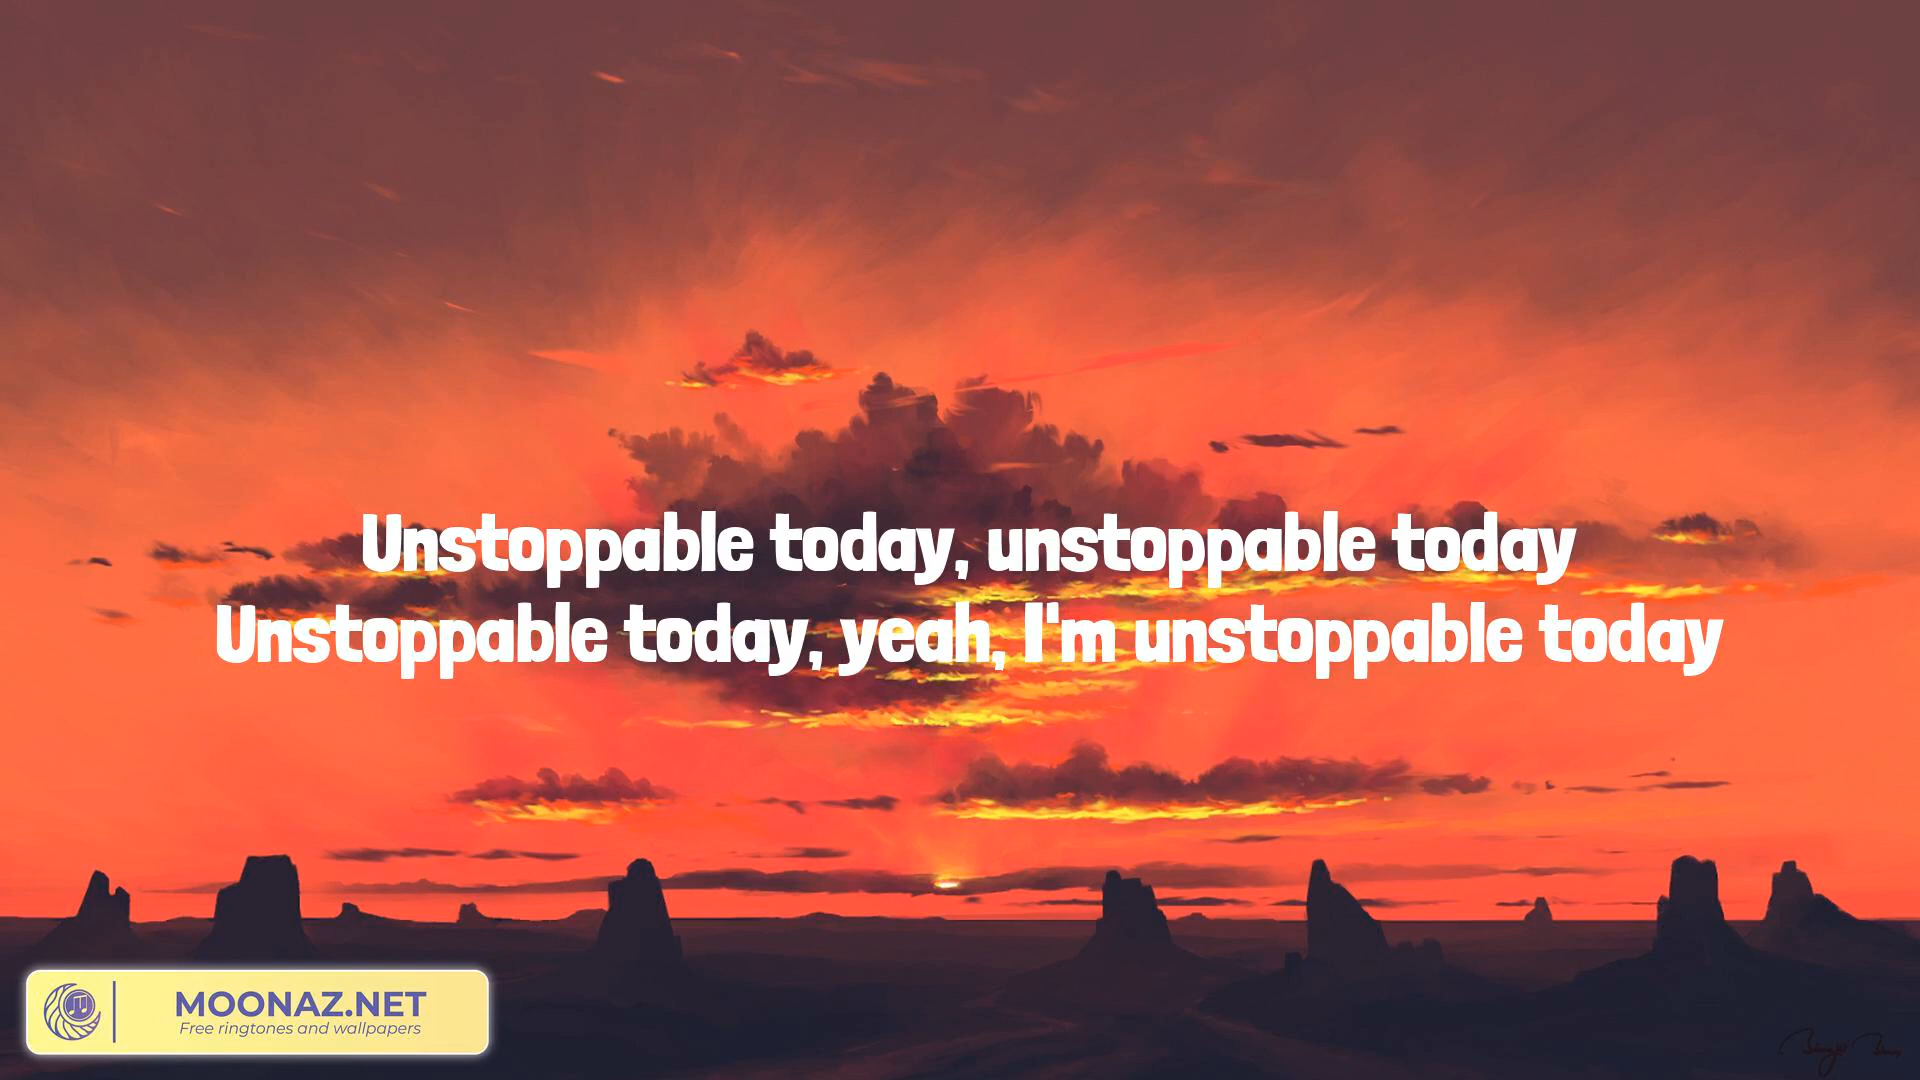 Unstoppable today, unstoppable today
Unstoppable today, yeah, I'm unstoppable today
MOONAZ.NET
Free ringtones and wallpapers